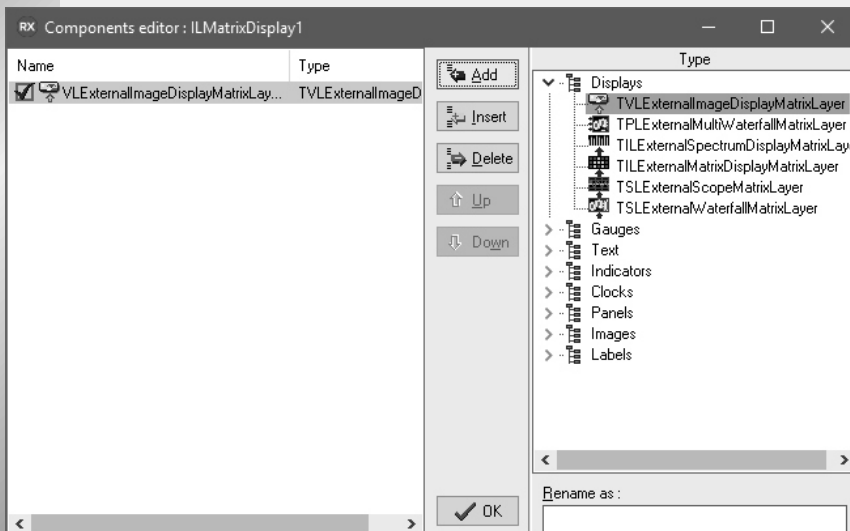 RX Components editor : ILMatrixDisplay1
Name Type
VLExternalImageDisplayMatrixLay... TVLExternalImageD
Add
Insert
Delete
Up
Down
OK
Type
Displays
TVLExternalImageDisplayMatrixLayer
TPLExternalMultiWaterfallMatrixLayer
TILExternalSpectrumDisplayMatrixLay
TILExternalMatrixDisplayMatrixLayer
TSLExternalScopeMatrixLayer
TSLExternalWaterfallMatrixLayer
Gauges
Text
Indicators
Clocks
Panels
Images
Labels
Rename as :